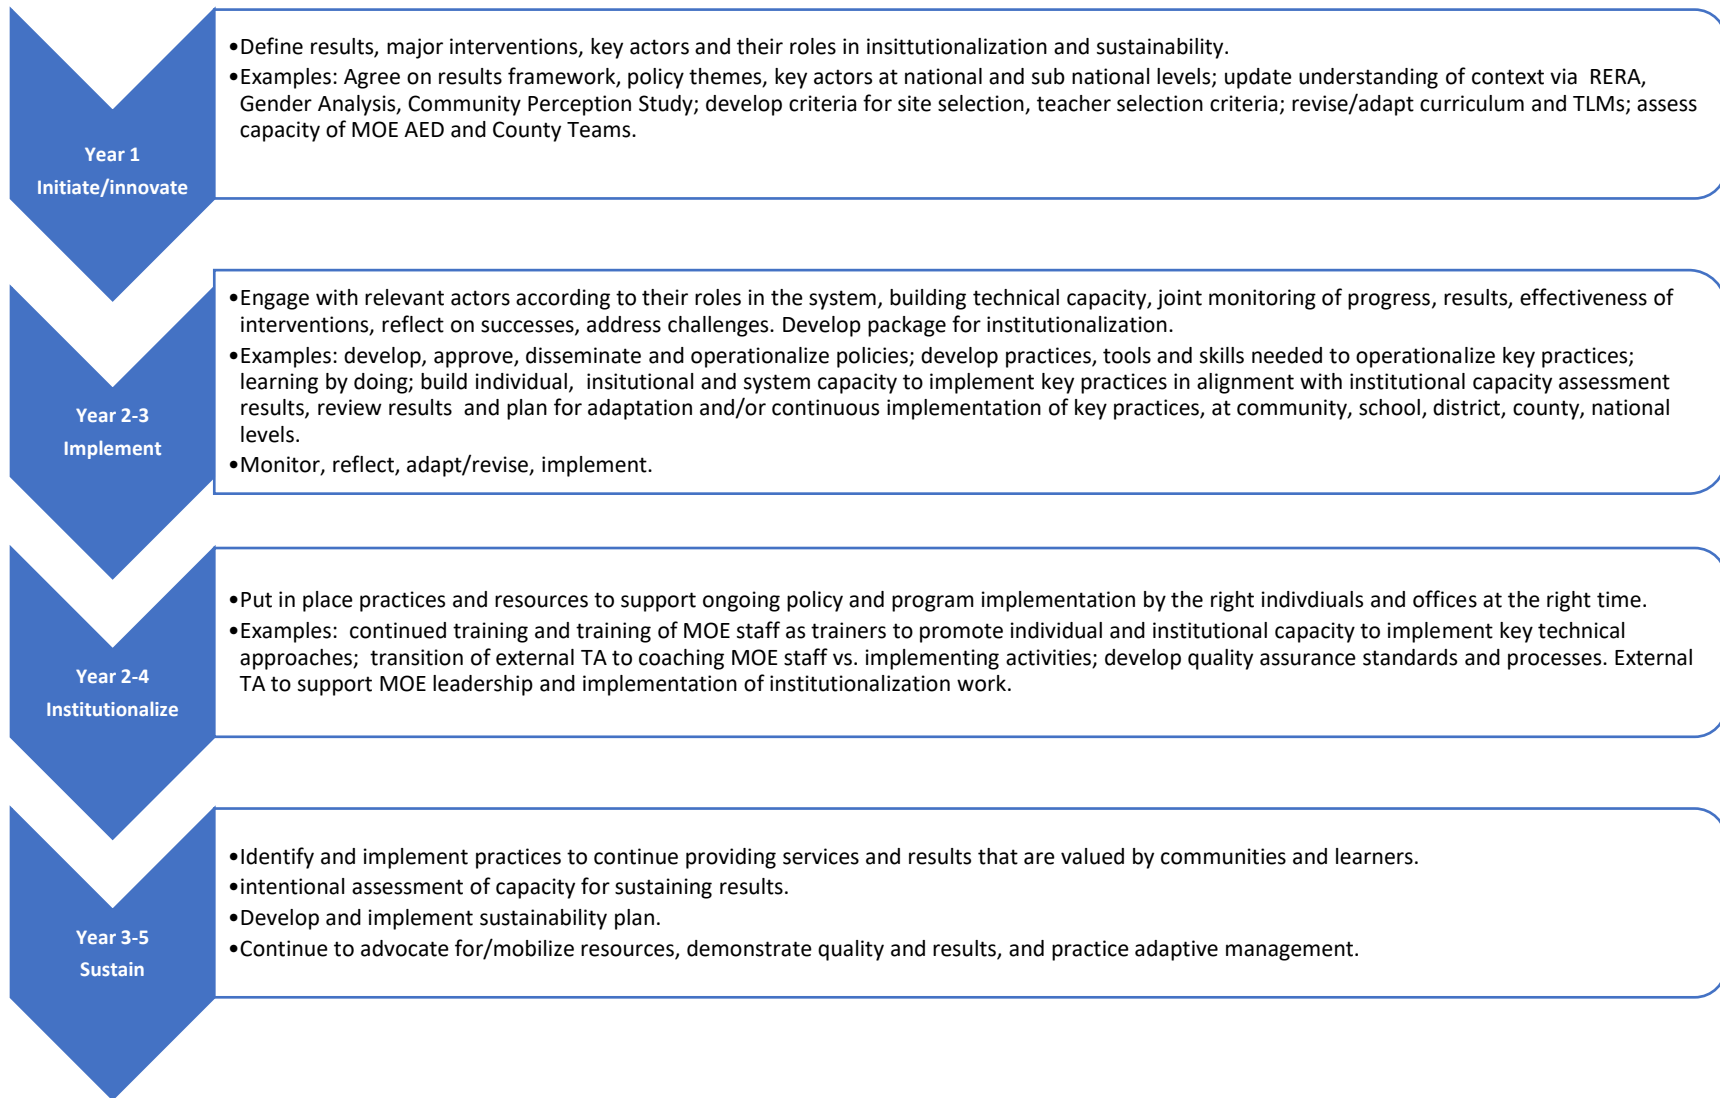 Year 1
Initiate/innovate
•Define results, major interventions, key actors and their roles in insittutionalization and sustainability.
•Examples: Agree on results framework, policy themes, key actors at national and sub national levels; update understanding of context via RERA,
Gender Analysis, Community Perception Study; develop criteria for site selection, teacher selection criteria; revise/adapt curriculum and TLMs; assess
capacity of MOE AED and County Teams.
Year 2-3
Implement
•Engage with relevant actors according to their roles in the system, building technical capacity, joint monitoring of progress, results, effectiveness of
interventions, reflect on successes, address challenges. Develop package for institutionalization.
•Examples: develop, approve, disseminate and operationalize policies; develop practices, tools and skills needed to operationalize key practices;
learning by doing; build individual, insitutional and system capacity to implement key practices in alignment with institutional capacity assessment
results, review results and plan for adaptation and/or continuous implementation of key practices, at community, school, district, county, national
levels.
•Monitor, reflect, adapt/revise, implement.
Year 2-4
Institutionalize
•Put in place practices and resources to support ongoing policy and program implementation by the right indivdiuals and offices at the right time.
•Examples: continued training and training of MOE staff as trainers to promote individual and institutional capacity to implement key technical
approaches; transition of external TA to coaching MOE staff vs. implementing activities; develop quality assurance standards and processes. External
TA to support MOE leadership and implementation of institutionalization work.
Year 3-5
Sustain
•Identify and implement practices to continue providing services and results that are valued by communities and learners.
•intentional assessment of capacity for sustaining results.
•Develop and implement sustainability plan.
•Continue to advocate for/mobilize resources, demonstrate quality and results, and practice adaptive management.